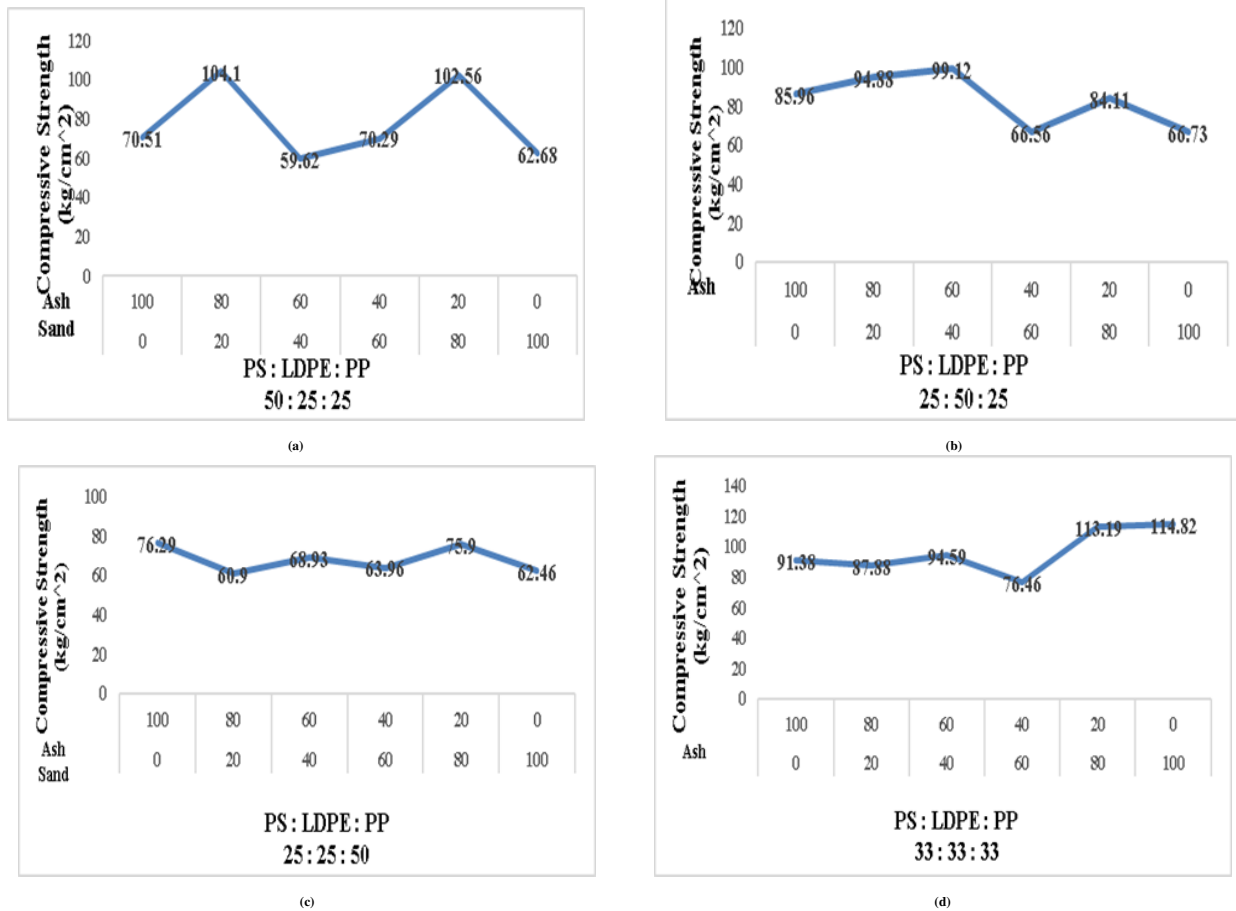 Compressive Strength
(kg/cm^2)
120
100
80
60
40
20
0
70.51
104.1
59.62
70.29
102.56
62.68
Ash 100 80 60 40 20 0
Sand 0 20 40 60 80 100
PS : LDPE : PP
50 : 25 : 25
(a)
Compressive Strength
(kg/cm^2)
120
100
80
60
40
20
0
85.96
94.88
99.12
66.56
84.11
66.73
Ash 100 80 60 40 20 0
0 20 40 60 80 100
PS : LDPE : PP
25 : 50 : 25
(b)
Compressive Strength
(kg/cm^2)
100
80
60
40
20
0
76.29
60.9
68.93
63.96
75.9
62.46
100 80 60 40 20 0
Ash 0 20 40 60 80 100
Sand
PS : LDPE : PP
25 : 25 : 50
(c)
Compressive Strength
(kg/cm^2)
140
120
100
80
60
40
20
0
91.38
87.88
94.59
76.46
113.19
114.82
100 80 60 40 20 0
Ash 0 20 40 60 80 100
PS : LDPE : PP
33 : 33 : 33
(d)